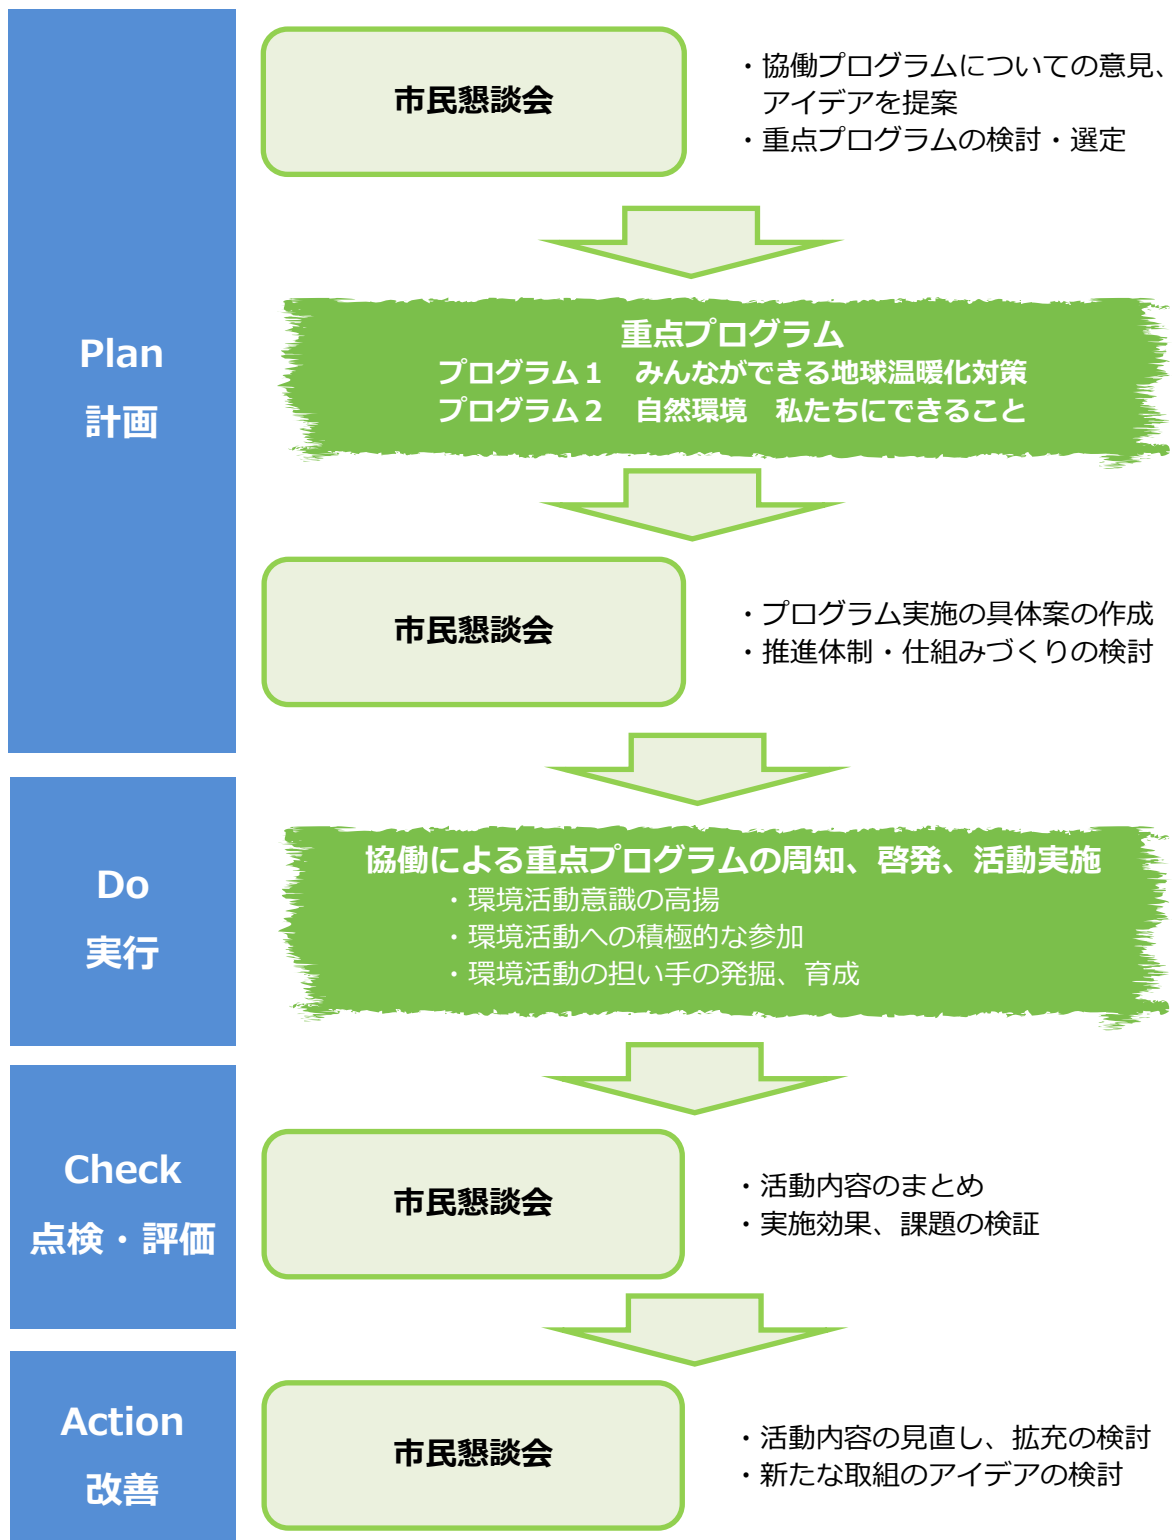 Plan
計画
市民懇談会
・協働プログラムについての意見、
アイデアを提案
・重点プログラムの検討・選定
重点プログラム
プログラム１　みんなができる地球温暖化対策
プログラム２　自然環境　私たちにできること
市民懇談会
・プログラム実施の具体案の作成
・推進体制・仕組みづくりの検討
Do
実行
協働による重点プログラムの周知、啓発、活動実施
・環境活動意識の高揚
・環境活動への積極的な参加
・環境活動の担い手の発掘、育成
Check
点検・評価
市民懇談会
・活動内容のまとめ
・実施効果、課題の検証
Action
改善
市民懇談会
・活動内容の見直し、拡充の検討
・新たな取組のアイデアの検討